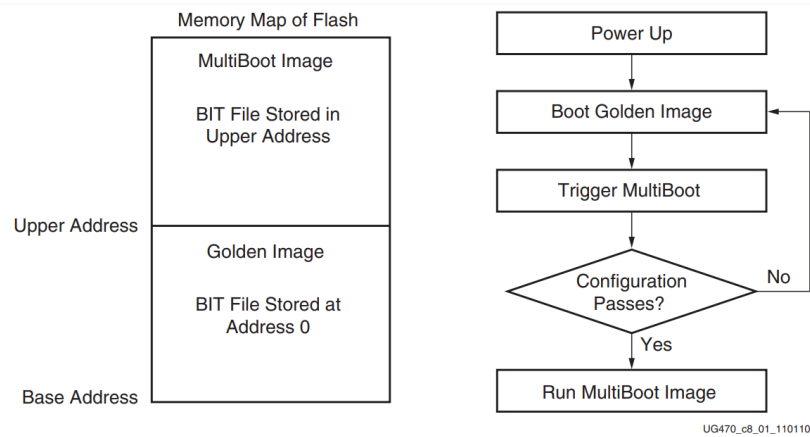 Memory Map of Flash
MultiBoot Image
BIT File Stored in
Upper Address
Upper Address
Golden Image
BIT File Stored at
Address 0
Base Address
Power Up
Boot Golden Image
Trigger MultiBoot
Configuration
Passes?
No
Yes
Run MultiBoot Image
UG470_c8_01_110110